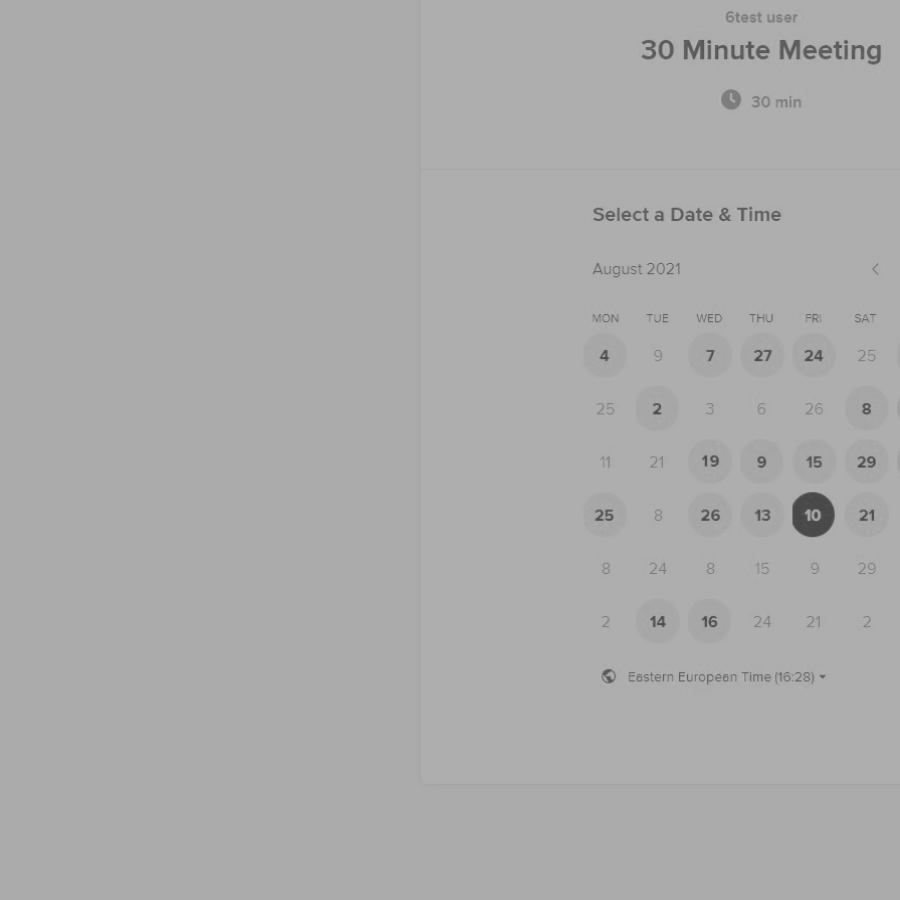 6test user
30 Minute Meeting
30 min
Select a Date & Time
August 2021 <
MON TUE WED THU FRI SAT
4 9 7 27 24 25
25 2 3 6 26 8
11 21 19 9 15 29
25 8 26 13 10 21
8 24 8 15 9 29
2 14 16 24 21 2
Eastern European Time (16:28)